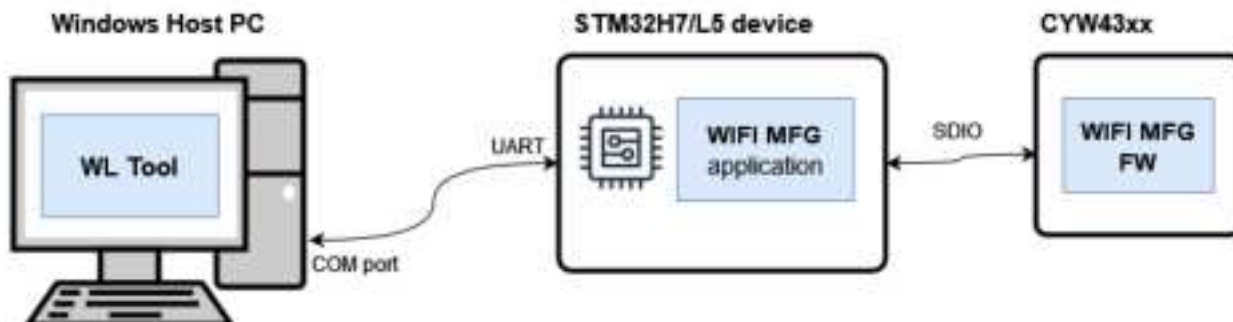 Windows Host PC
STM32H7/L5 device
CYW43xx
WL Tool
UART
COM port
WIFI MFG
application
SDIO
WIFI MFG
FW